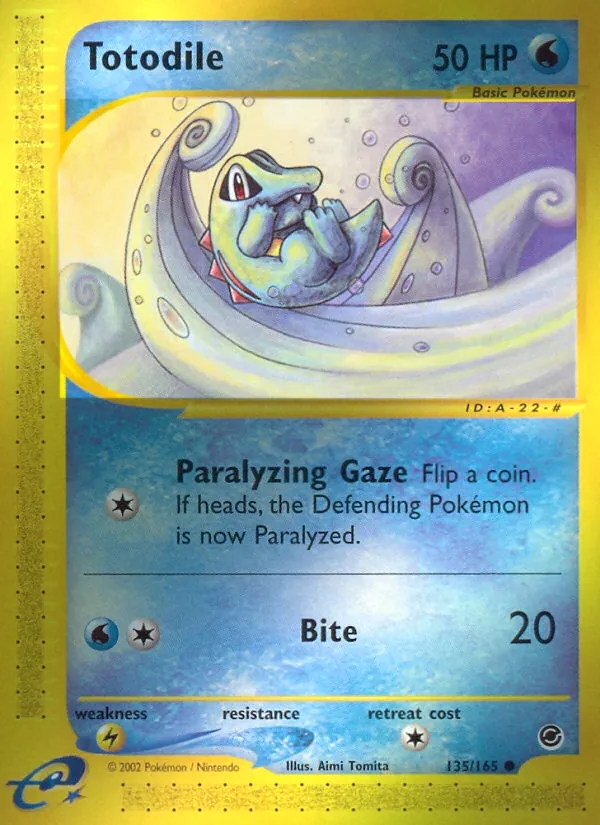 Totodile
50 HP
Basic Pokémon
ID:A-22-#
Paralyzing Gaze Flip a coin.
If heads, the Defending Pokémon
is now Paralyzed.
Bite
20
weakness resistance retreat cost
© 2002 Pokémon / Nintendo Illus. Aimi Tomita 135/165
e